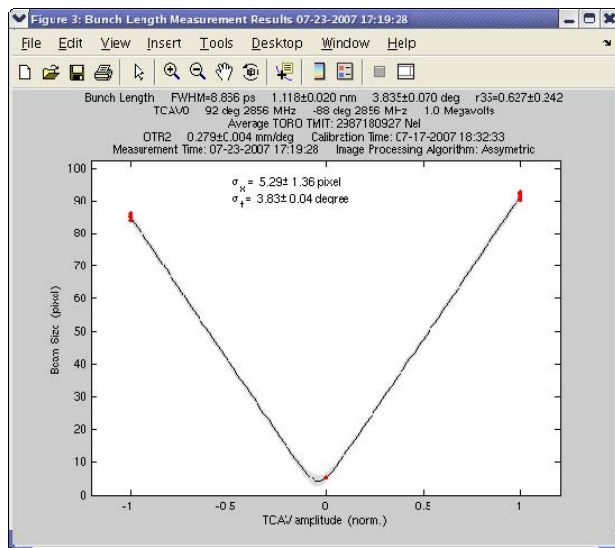 Figure 3: Bunch Length Measurement Results 07-23-2007 17:19:28
File Edit View Insert Tools Desktop Window Help
Bunch Length FWHM=8.866 ps 1.118±0.020 mm 3.835±0.070 deg r35=0.627±0.242
TCAV0 92 deg 2856 MHz -88 deg 2856 MHz 1.0 Megavolts
Average TORO TMIT: 2987180927 Nel
OTR2 0.279±0.004 mm/deg Calibration Time: 07-17-2007 18:32:33
Measurement Time: 07-23-2007 17:19:28 Image Processing Algorithm: Assymetric
σx = 5.29± 1.36 pixel
σt = 3.83± 0.04 degree
100
90
80
70
60
50
40
30
20
10
0
Beam Size (pixel)
-1 -0.5 0 0.5 1
TCAV amplitude (norm.)